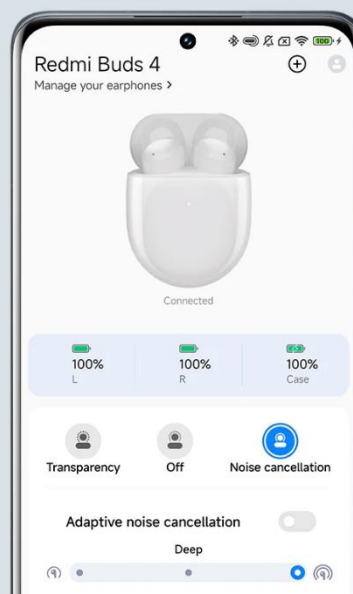 100
Redmi Buds 4
Manage your earphones >
Connected
100% 100% 100%
L R Case
Transparency Off Noise cancellation
Adaptive noise cancellation
Deep